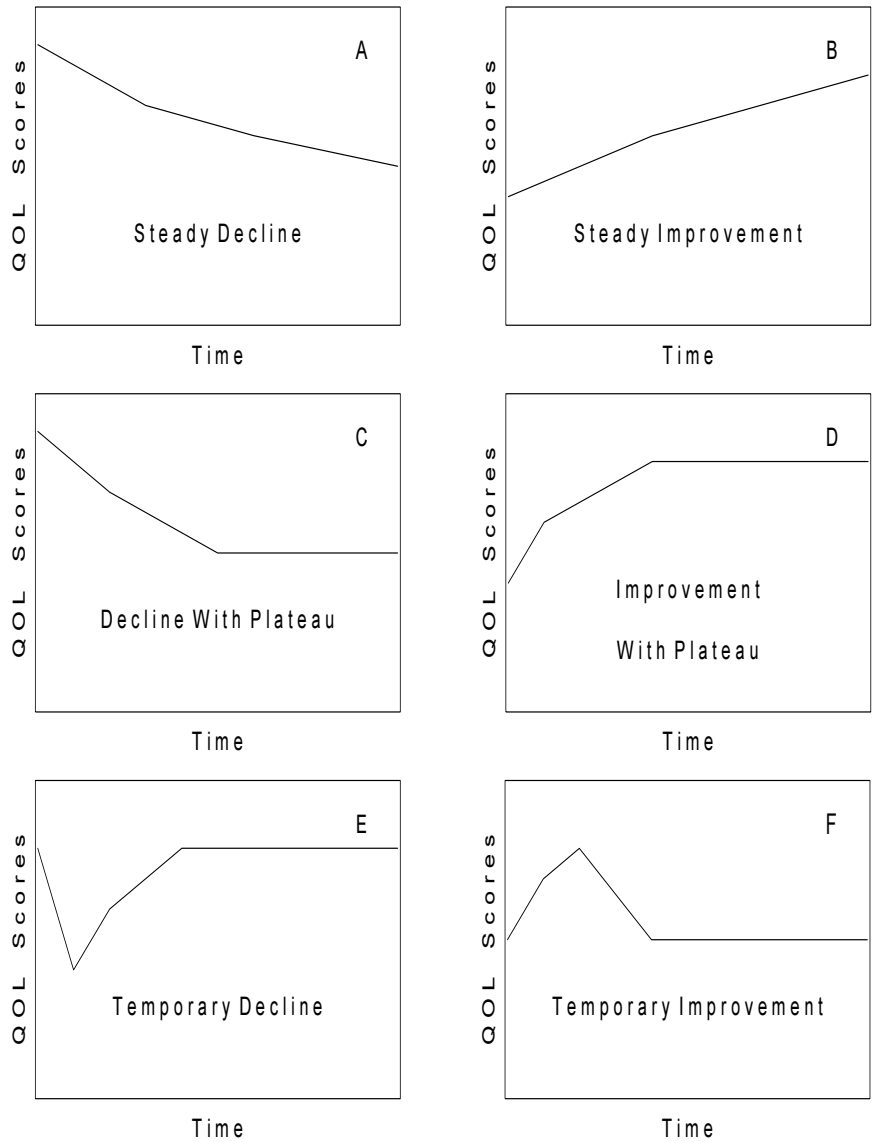 A
QOL Scores
Steady Decline
Time
B
QOL Scores
Steady Improvement
Time
C
QOL Scores
Decline With Plateau
Time
D
QOL Scores
Improvement
With Plateau
Time
E
QOL Scores
Temporary Decline
Time
F
QOL Scores
Temporary Improvement
Time